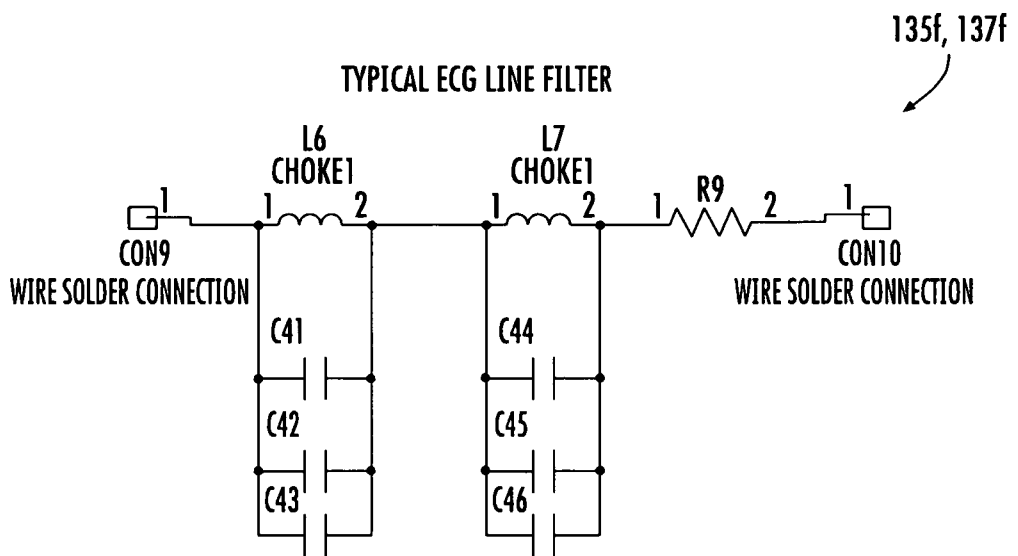 135f, 137f
TYPICAL ECG LINE FILTER
L6
CHOKE1
L7
CHOKE1
R9
1
1
2
1
2
1
2
1
CON9
WIRE SOLDER CONNECTION
CON10
WIRE SOLDER CONNECTION
C41
C44
C42
C45
C43
C46